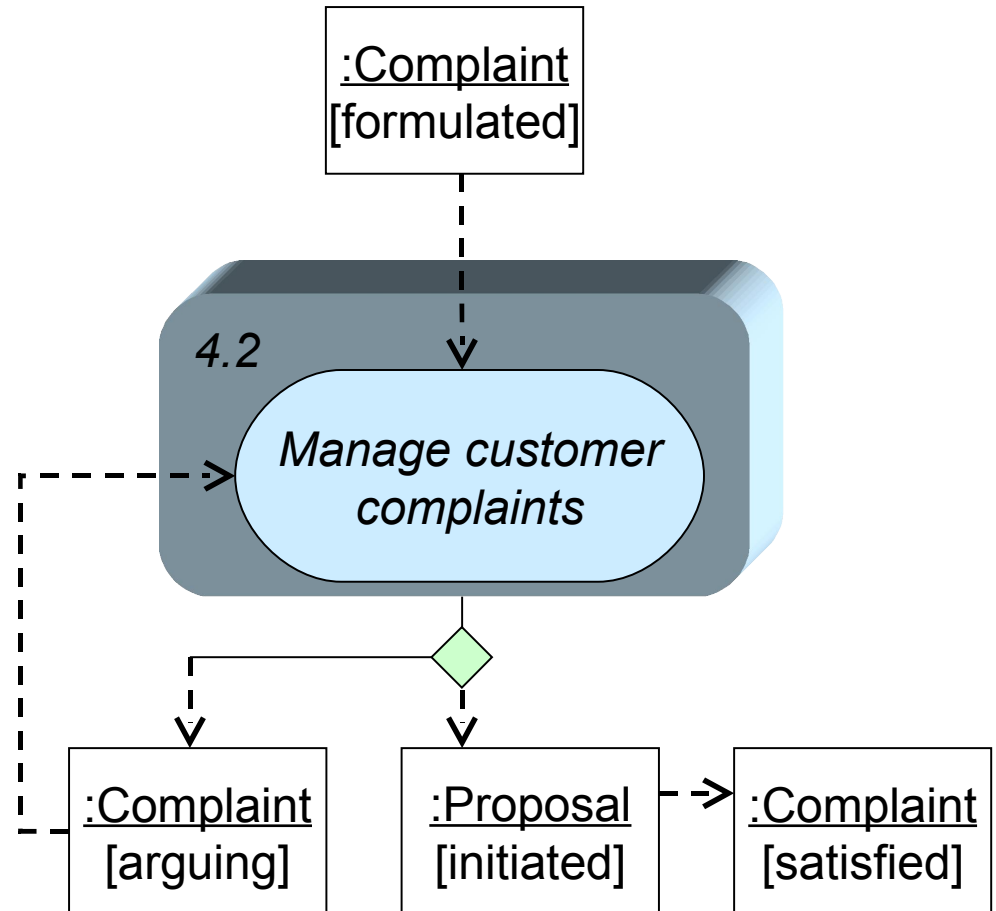 :Complaint
[formulated]
4.2
Manage customer
complaints
:Complaint
[arguing]
:Proposal
[initiated]
:Complaint
[satisfied]